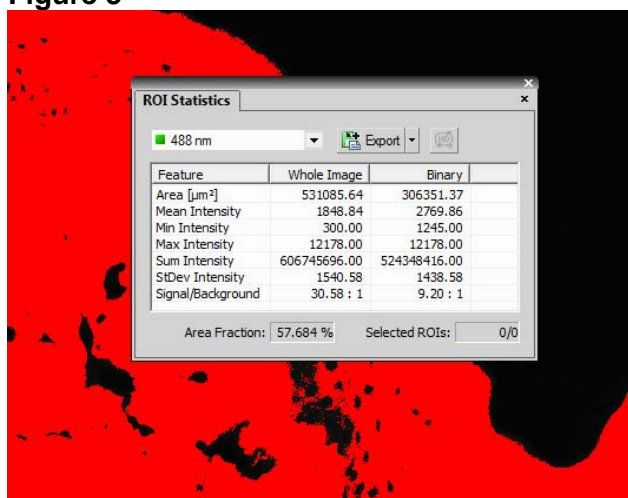 ROI Statistics
488 nm Export
Feature Whole Image Binary
Area [µm²] 531085.64 306351.37
Mean Intensity 1848.84 2769.86
Min Intensity 300.00 1245.00
Max Intensity 12178.00 12178.00
Sum Intensity 606745696.00 524348416.00
StDev Intensity 1540.58 1438.58
Signal/Background 30.58 : 1 9.20 : 1
Area Fraction: 57.684 % Selected ROIs: 0/0